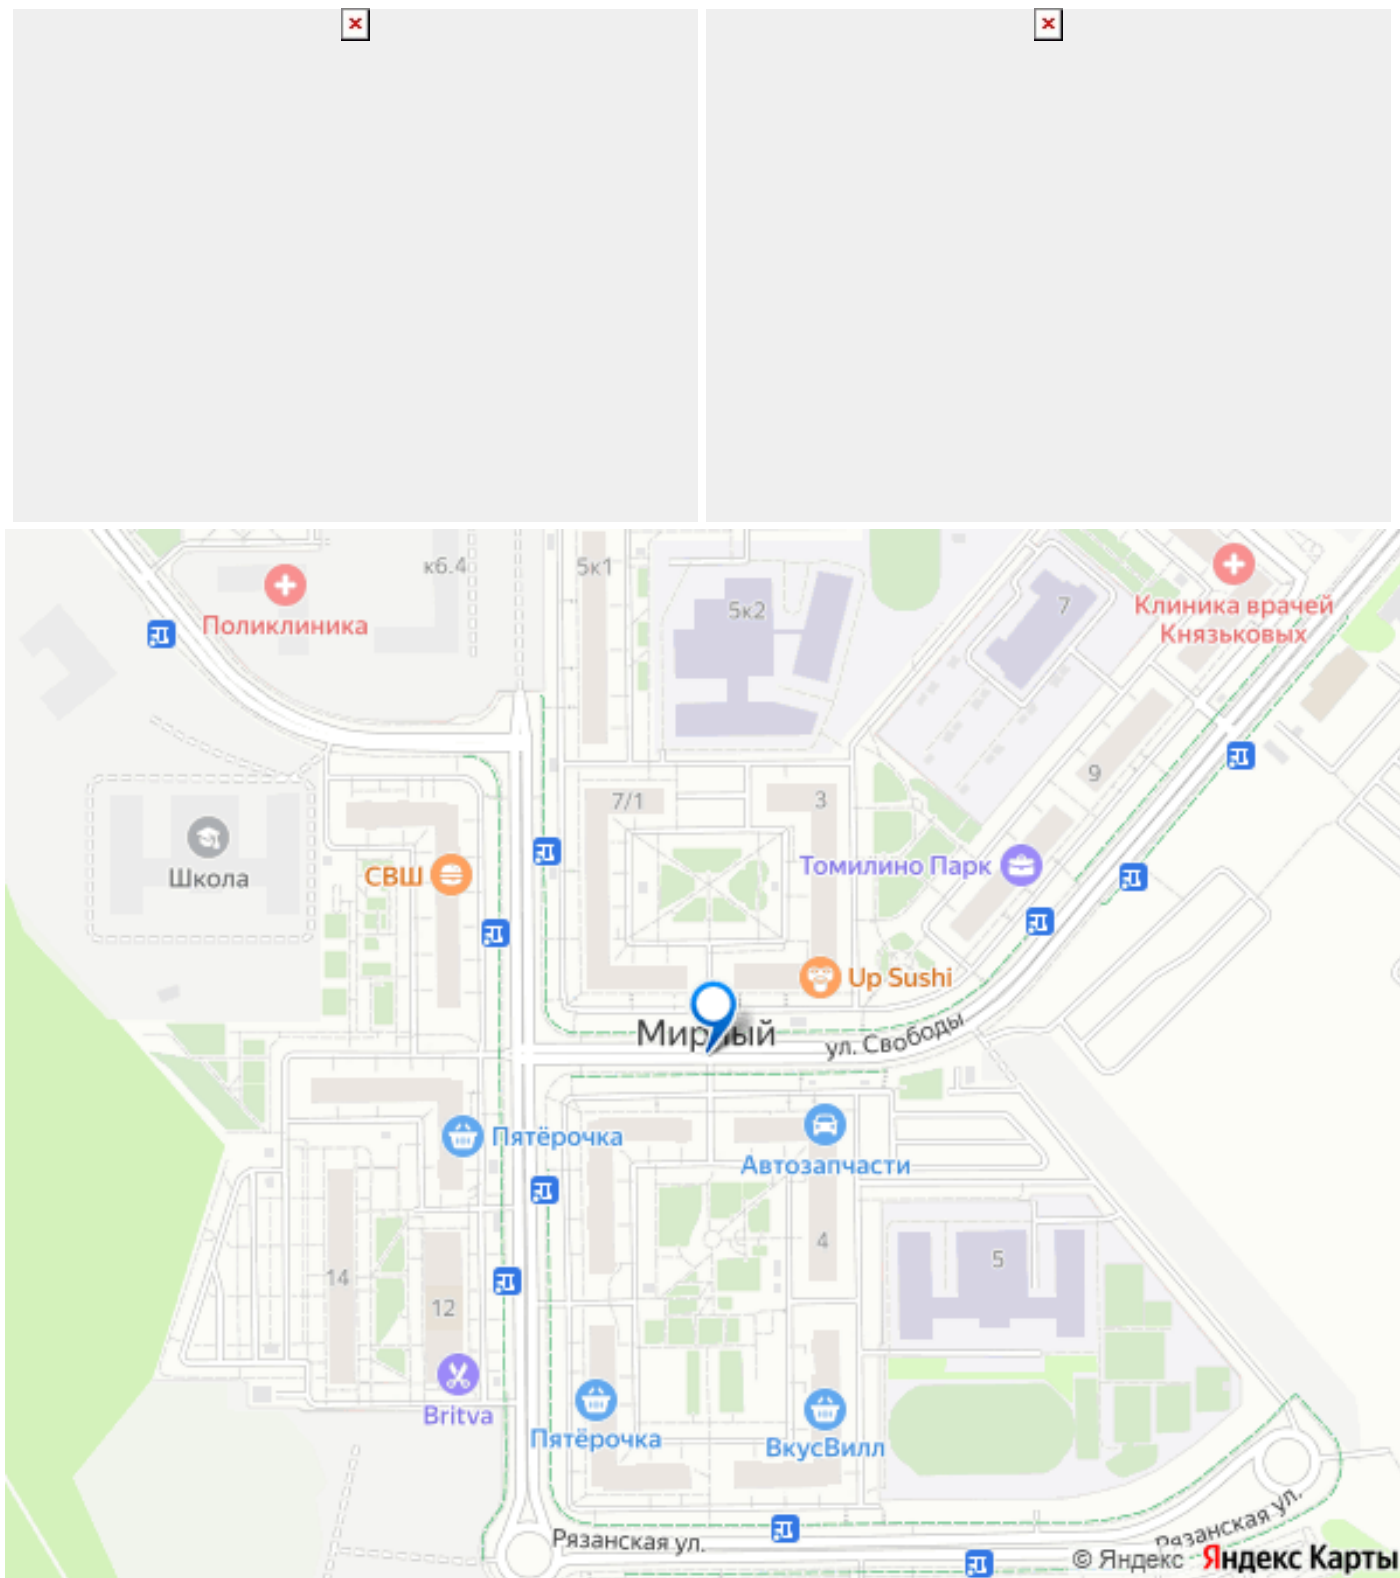 к6.4
5к1
Поликлиника
5к2
7
Клиника врачей
Князьковых
9
7/1
3
Школа
СВШ
Томилино Парк
Up Sushi
Мирный
ул. Свободы
Пятёрочка
Автозапчасти
4
5
14
12
Britva
Пятёрочка
ВкусВилл
Рязанская ул.
Рязанская ул.
© Яндекс Яндекс Карты